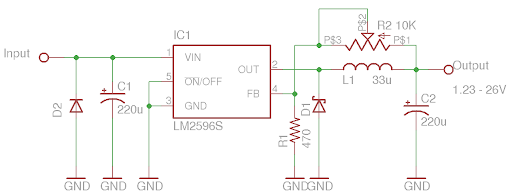 P$2
R2 10K
IC1
P$3
P$1
Input
1
VIN
OUT
2
L1
33u
Output
5
ON/OFF
FB
4
1.23 - 26V
C1
220u
D2
3
GND
LM2596S
R1
470
D1
C2
220u
GND
GND
GND
GND
GND
GND